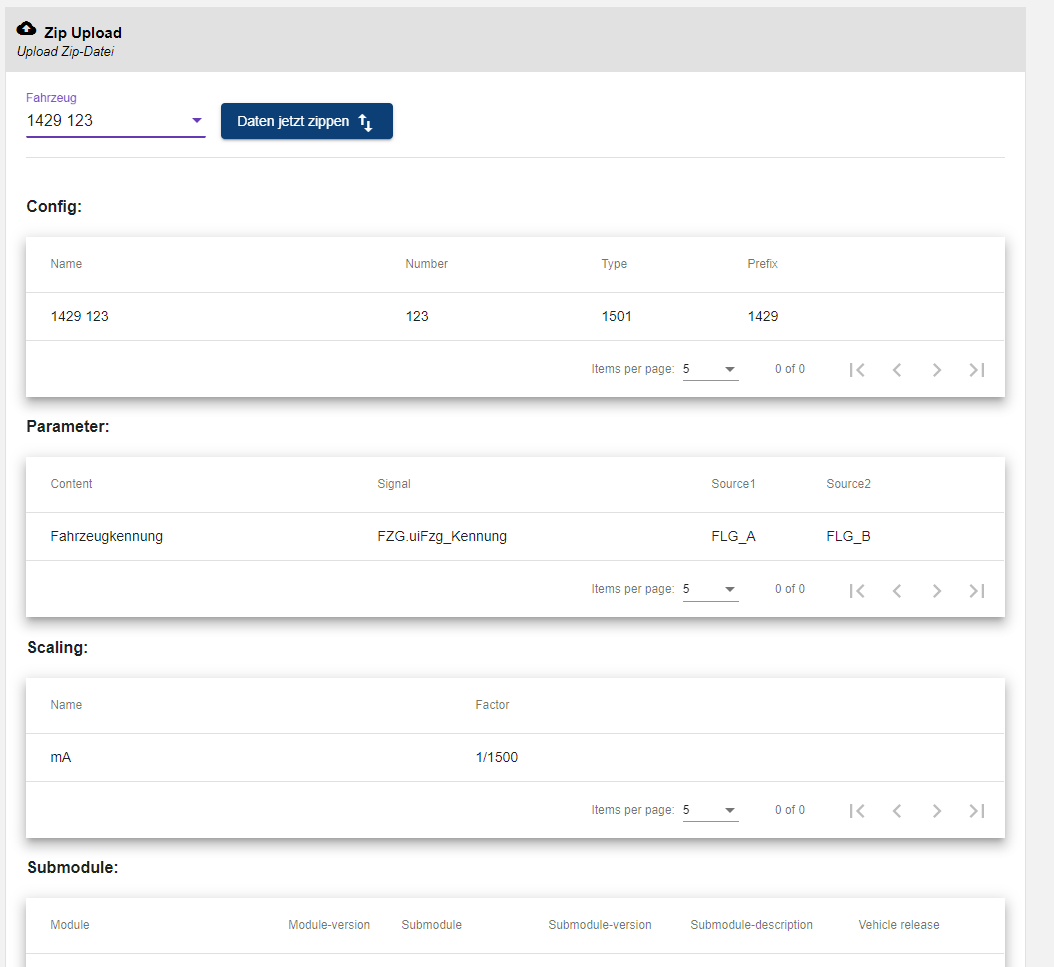 Zip Upload
Upload Zip-Datei
Fahrzeug
1429 123
Daten jetzt zippen
Config:
Name Number Type Prefix
1429 123 123 1501 1429
Items per page: 5 0 of 0
Parameter:
Content Signal Source1 Source2
Fahrzeugkennung FZG.uiFzg_Kennung FLG_A FLG_B
Items per page: 5 0 of 0
Scaling:
Name Factor
mA 1/1500
Items per page: 5 0 of 0
Submodule:
Module Module-version Submodule Submodule-version Submodule-description Vehicle release